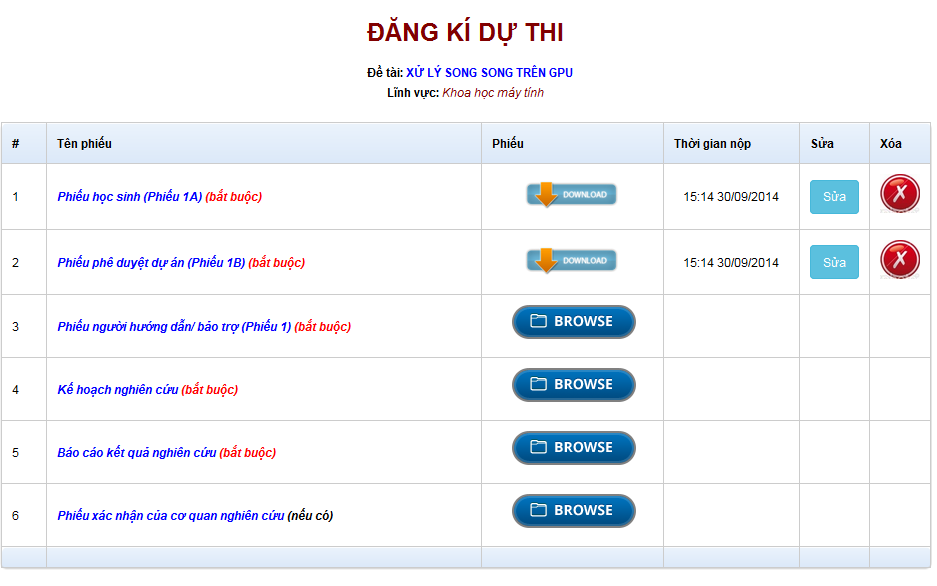 ĐĂNG KÍ DỰ THI
Đề tài: XỬ LÝ SONG SONG TRÊN GPU
Lĩnh vực: Khoa học máy tính
# Tên phiếu Phiếu Thời gian nộp Sửa Xóa
1 Phiếu học sinh (Phiếu 1A) (bắt buộc) DOWNLOAD 15:14 30/09/2014 Sửa X
2 Phiếu phê duyệt dự án (Phiếu 1B) (bắt buộc) DOWNLOAD 15:14 30/09/2014 Sửa X
3 Phiếu người hướng dẫn/ bảo trợ (Phiếu 1) (bắt buộc) BROWSE
4 Kế hoạch nghiên cứu (bắt buộc) BROWSE
5 Báo cáo kết quả nghiên cứu (bắt buộc) BROWSE
6 Phiếu xác nhận của cơ quan nghiên cứu (nếu có) BROWSE